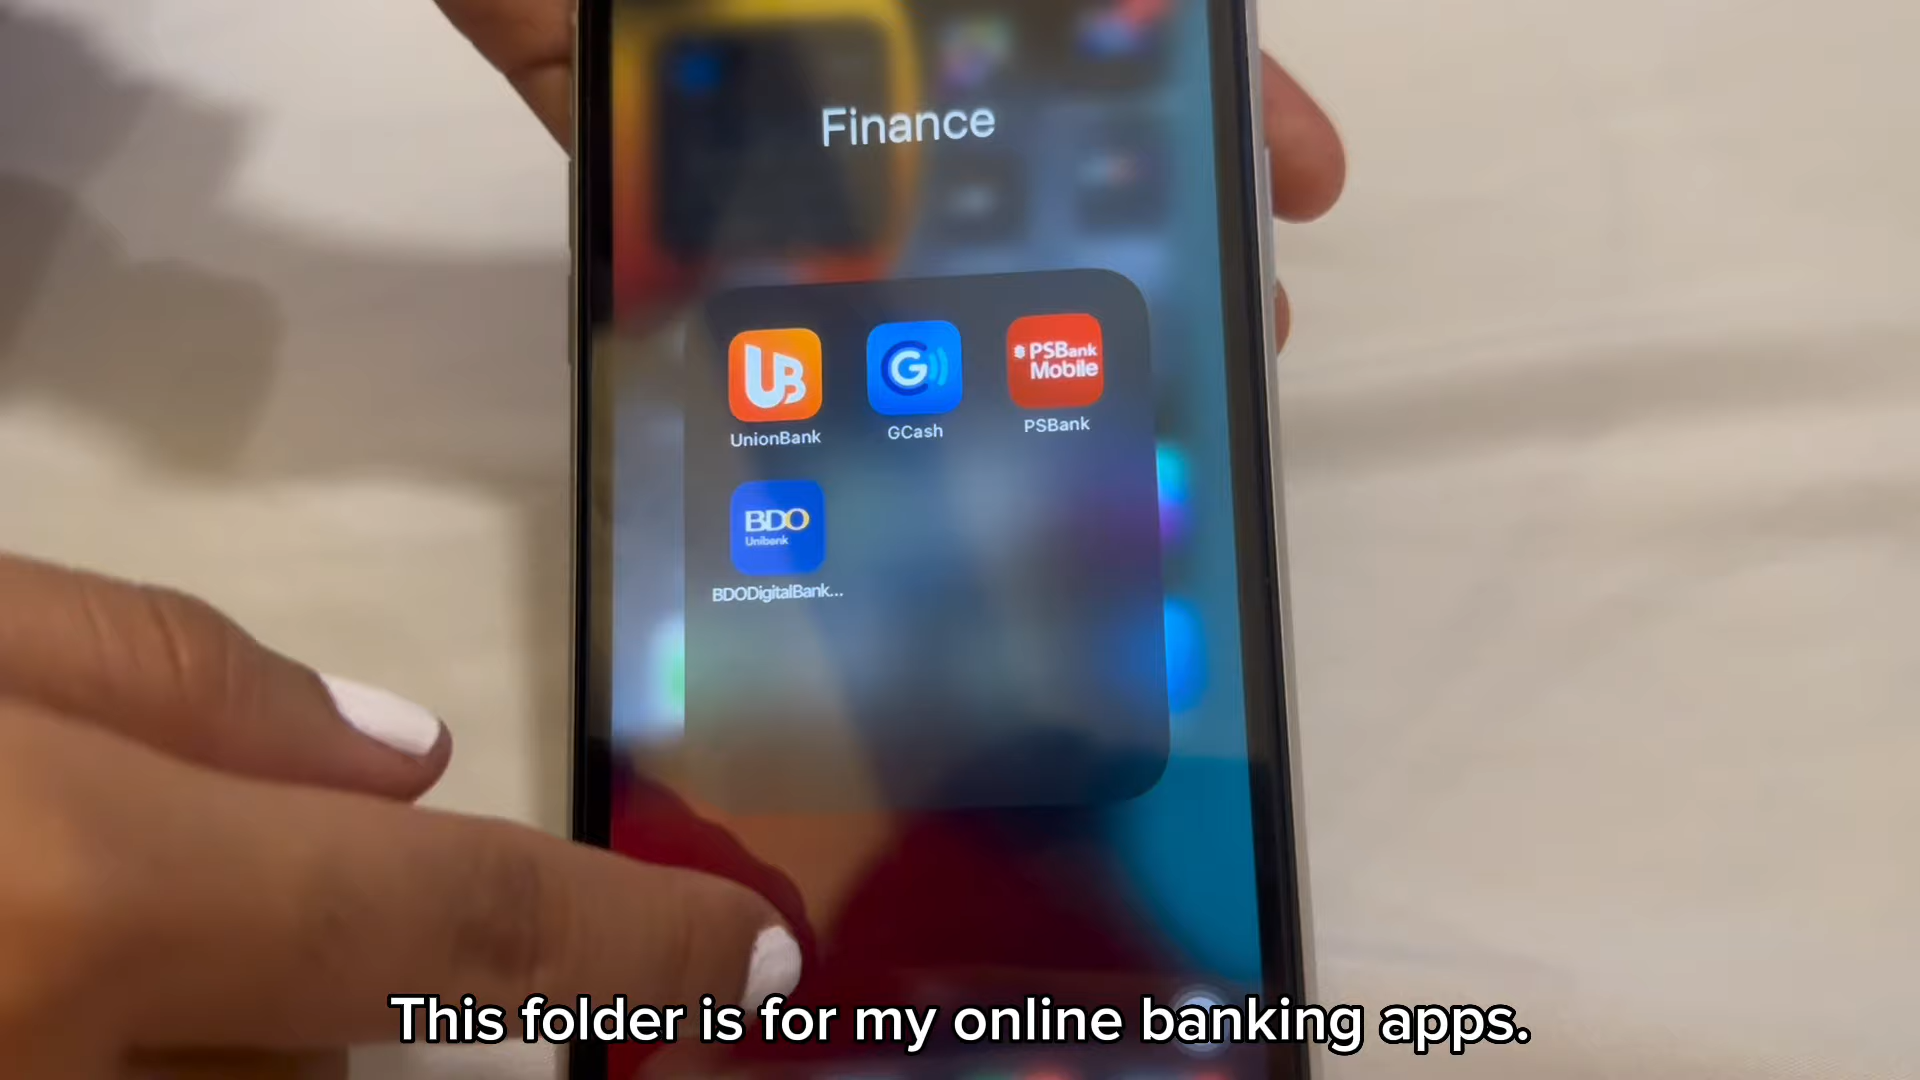 Finance
UB
G
PSBank
Mobile
UnionBank
GCash
PSBank
BDO
Unibank
BDODigitalBank...
This folder is for my online banking apps.